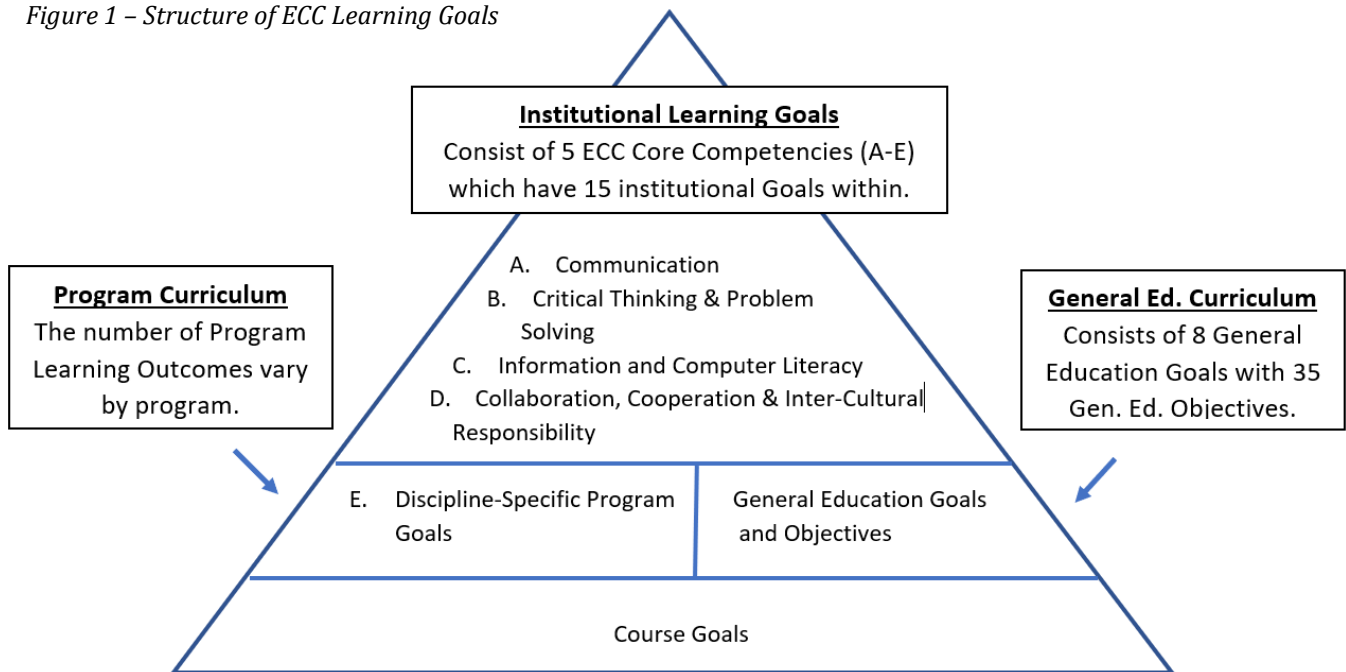 Figure 1 – Structure of ECC Learning Goals
Institutional Learning Goals
Consist of 5 ECC Core Competencies (A-E)
which have 15 institutional Goals within.
Program Curriculum
The number of Program
Learning Outcomes vary
by program.
General Ed. Curriculum
Consists of 8 General
Education Goals with 35
Gen. Ed. Objectives.
A. Communication
B. Critical Thinking & Problem
Solving
C. Information and Computer Literacy
D. Collaboration, Cooperation & Inter-Cultural
Responsibility
E. Discipline-Specific Program
Goals
General Education Goals
and Objectives
Course Goals